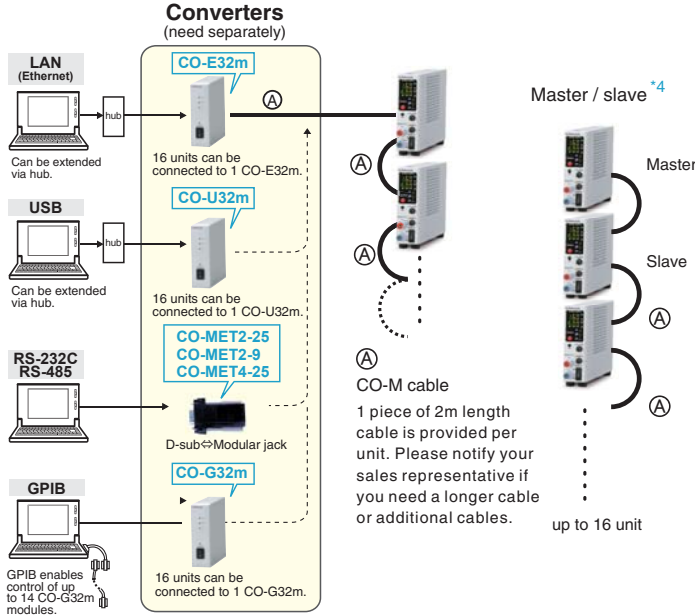 Converters
(need separately)
LAN
(Ethernet)
hub
Can be extended
via hub.
CO-E32m
A
16 units can be
connected to 1 CO-E32m.
USB
hub
Can be extended
via hub.
CO-U32m
16 units can be
connected to 1 CO-U32m.
RS-232C
RS-485
CO-MET2-25
CO-MET2-9
CO-MET4-25
D-sub⇔Modular jack
GPIB
GPIB enables
control of up
to 14 CO-G32m
modules.
CO-G32m
16 units can be
connected to 1 CO-G32m.
A
A
A
CO-M cable
1 piece of 2m length
cable is provided per
unit. Please notify your
sales representative if
you need a longer cable
or additional cables.
Master / slave *4
Master
Slave
A
A
up to 16 unit